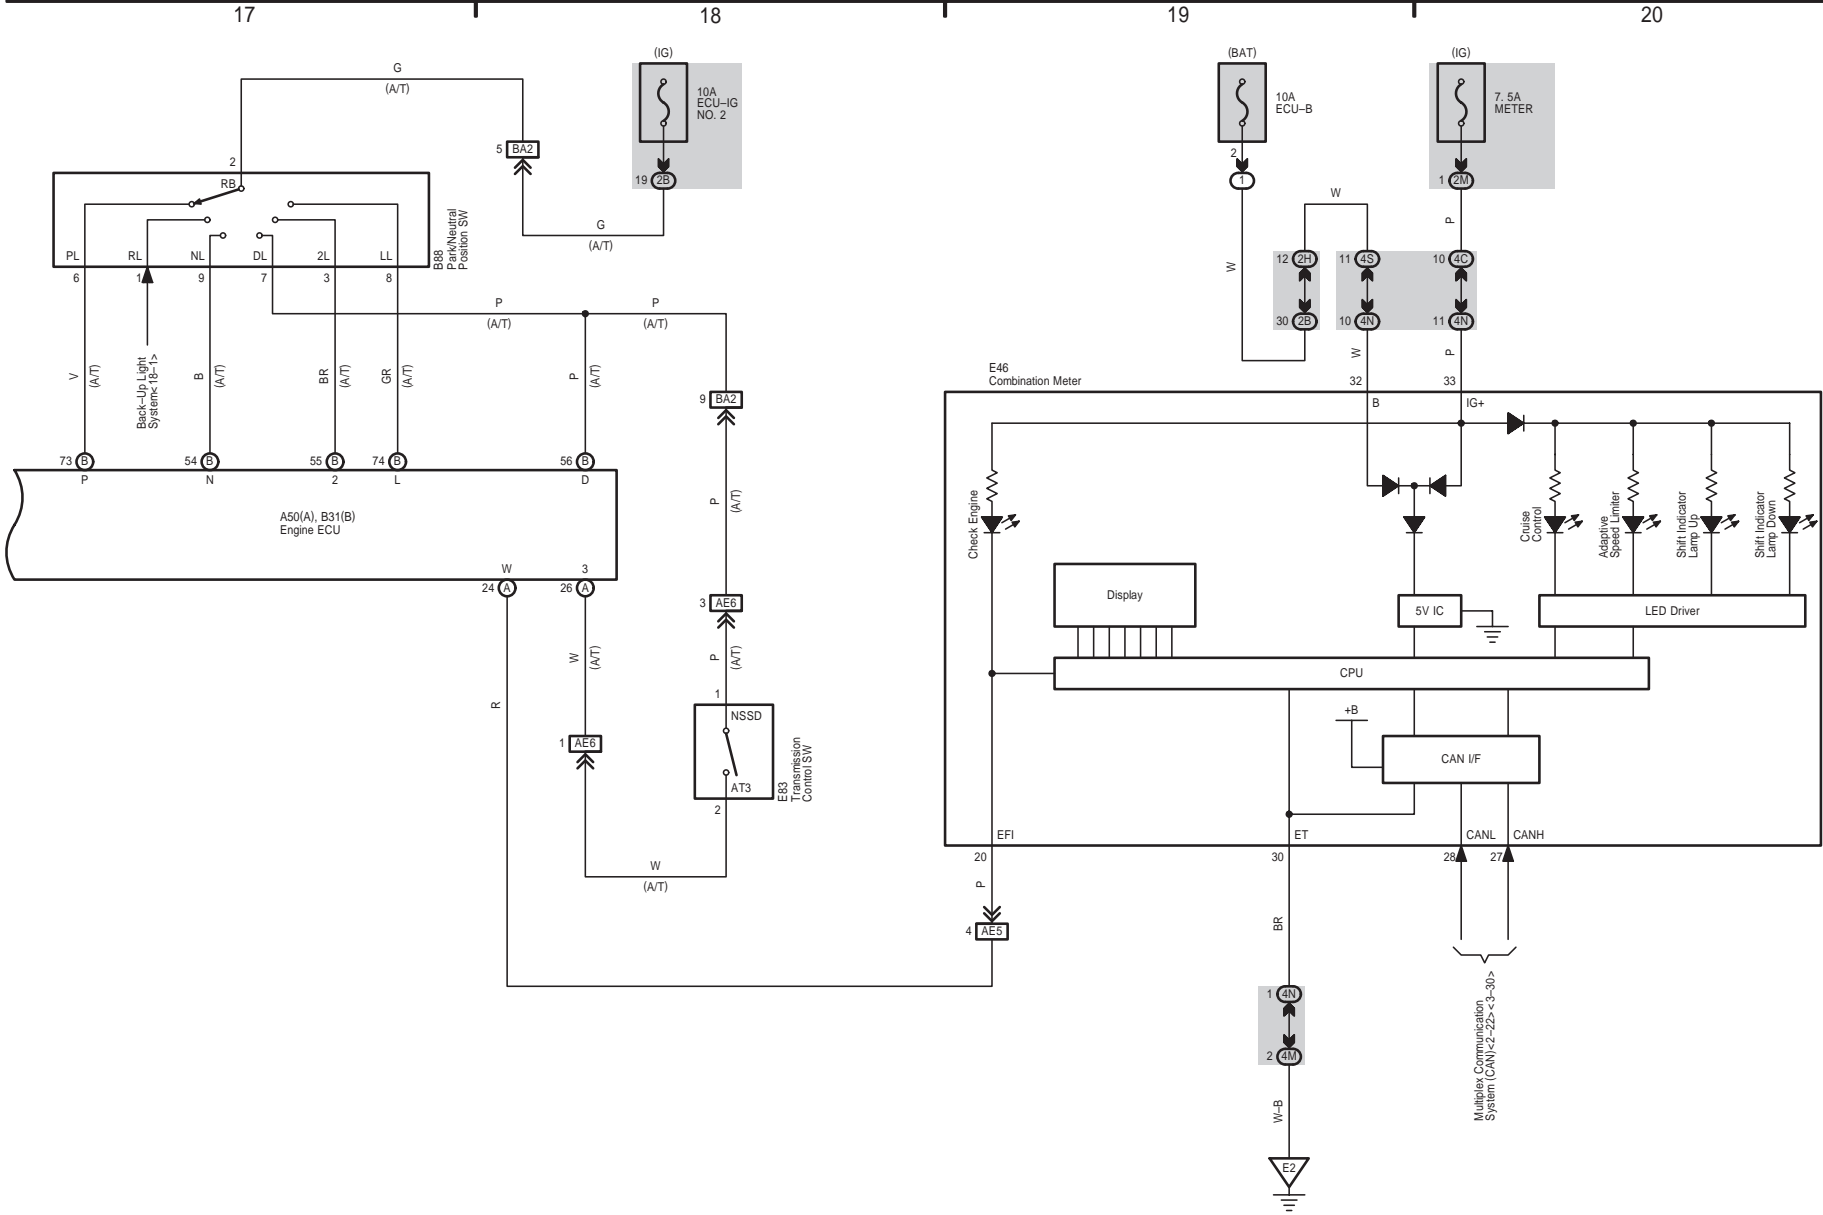 17
18
19
20
(IG)
10A
ECU–IG
NO. 2
19 2B
G
(A/T)
5 BA2
G
(A/T)
2
RB
PL
RL
NL
DL
2L
LL
6
1
9
7
3
8
B88
Park/Neutral
Position SW
P
(A/T)
P
(A/T)
V
(A/T)
Back–Up Light
System<18–1>
B
(A/T)
BR
(A/T)
GR
(A/T)
P
(A/T)
9 BA2
73 B
54 B
55 B
74 B
56 B
P
N
2
L
D
A50(A), B31(B)
Engine ECU
W
3
24 A
26 A
P
(A/T)
3 AE6
P
(A/T)
W
(A/T)
R
1 AE6
1
NSSD
AT3
2
E83
Transmission
Control SW
W
(A/T)
(BAT)
10A
ECU–B
2
1
W
(IG)
7. 5A
METER
1 2M
P
W
12 2H
11 4S
10 4C
30 2B
10 4N
11 4N
W
P
E46
Combination Meter
32
33
B
IG+
Check Engine
Cruise
Control
Adaptive
Speed Limiter
Shift Indicator
Lamp Up
Shift Indicator
Lamp Down
Display
5V IC
LED Driver
CPU
+B
CAN I/F
EFI
ET
CANL
CANH
20
30
28
27
P
4 AE5
BR
1 4N
2 4M
W–B
E2
Multiplex Communication
System (CAN)<2–22><3–30>